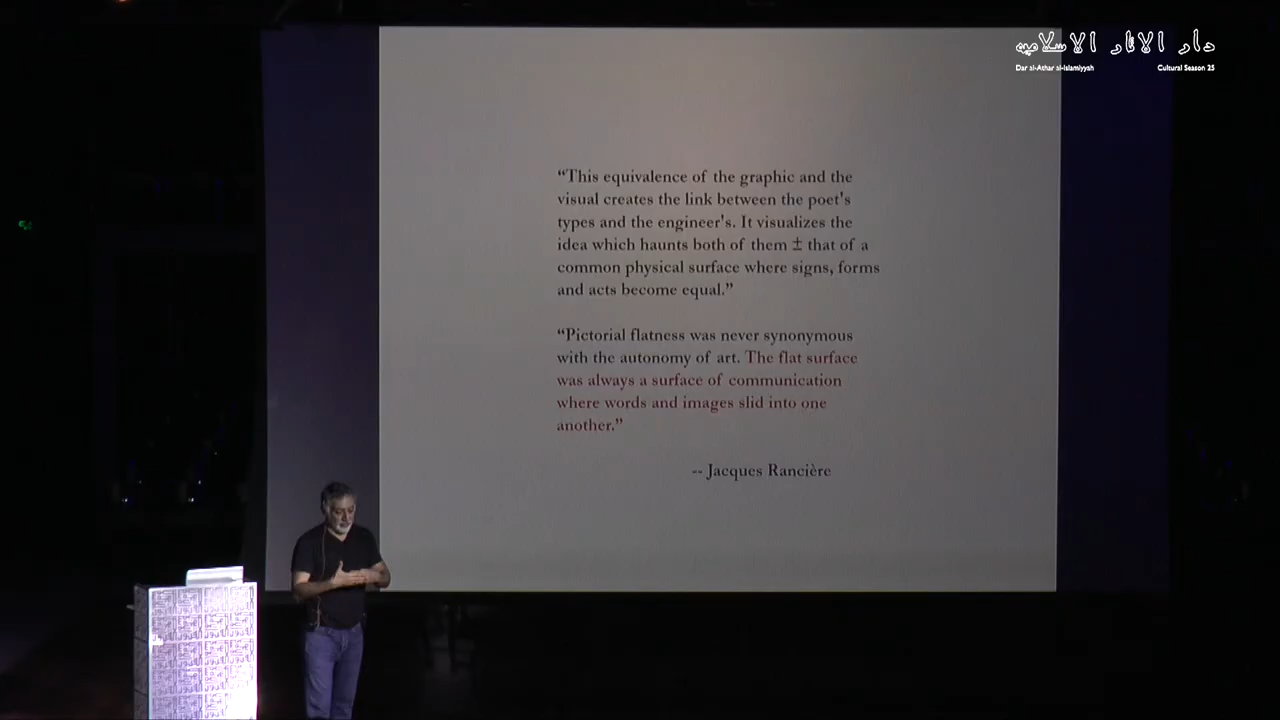 دار الآثار الإسلامية
Dar al-Athar al-Islamiyyah
Cultural Season 25
“This equivalence of the graphic and the
visual creates the link between the poet's
types and the engineer's. It visualizes the
idea which haunts both of them ± that of a
common physical surface where signs, forms
and acts become equal.”
“Pictorial flatness was never synonymous
with the autonomy of art. The flat surface
was always a surface of communication
where words and images slid into one
another.”
-- Jacques Rancière